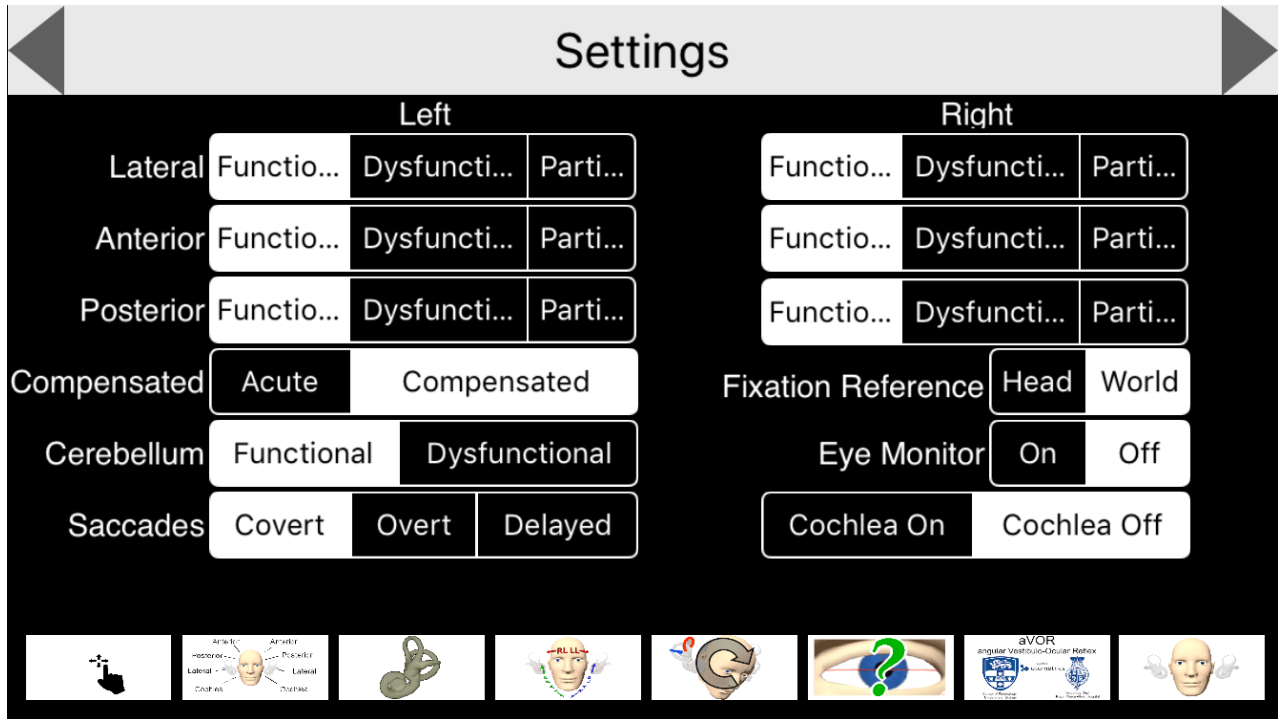 Settings
Left Right
Lateral Functio... Dysfuncti... Parti... Functio... Dysfuncti... Parti...
Anterior Functio... Dysfuncti... Parti... Functio... Dysfuncti... Parti...
Posterior Functio... Dysfuncti... Parti... Functio... Dysfuncti... Parti...
Compensated Acute Compensated Fixation Reference Head World
Cerebellum Functional Dysfunctional Eye Monitor On Off
Saccades Covert Overt Delayed Cochlea On Cochlea Off
Anterior Anterior
Posterior Posterior
Lateral Lateral
Cochlea Cochlea
RL LL
?
aVOR
angular Vestibulo-Ocular Reflex